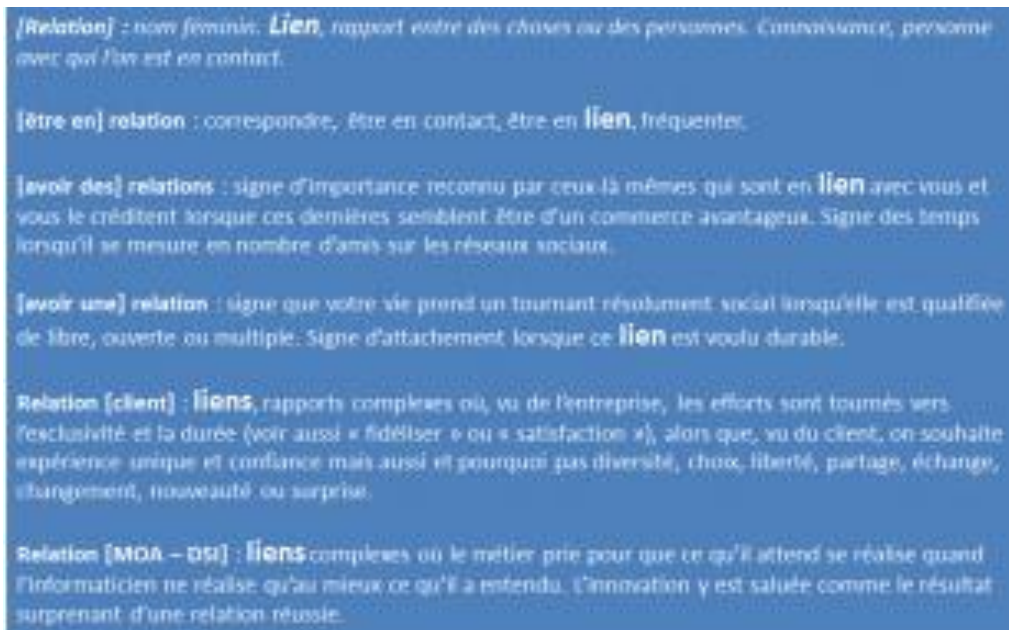 [Relation] : nom féminin. Lien, rapport entre des choses ou des personnes. Connaissance, personne
avec qui l'on est en contact.
[être en] relation : correspondre, être en contact, être en lien, fréquenter.
[avoir des] relations : signe d'importance reconnu par ceux-là mêmes qui sont en lien avec vous et
vous le créditent lorsque ces dernières semblent être d'un commerce avantageux. Signe des temps
lorsqu'il se mesure en nombre d'amis sur les réseaux sociaux.
[avoir une] relation : signe que votre vie prend un tournant résolument social lorsqu'elle est qualifiée
de libre, ouverte ou multiple. Signe d'attachement lorsque ce lien est voulu durable.
Relation [client] : liens, rapports complexes où, vu de l'entreprise, les efforts sont tournés vers
l'exclusivité et la durée (voir aussi « fidéliser » ou « satisfaction »), alors que, vu du client, on souhaite
expérience unique et confiance mais aussi et pourquoi pas diversité, choix, liberté, partage, échange,
changement, nouveauté ou surprise.
Relation [MOA – DSI] : liens complexes où le métier prie pour que ce qu'il attend se réalise quand
l'informaticien ne réalise qu'au mieux ce qu'il a entendu. L'innovation y est saluée comme le résultat
surprenant d'une relation réussie.